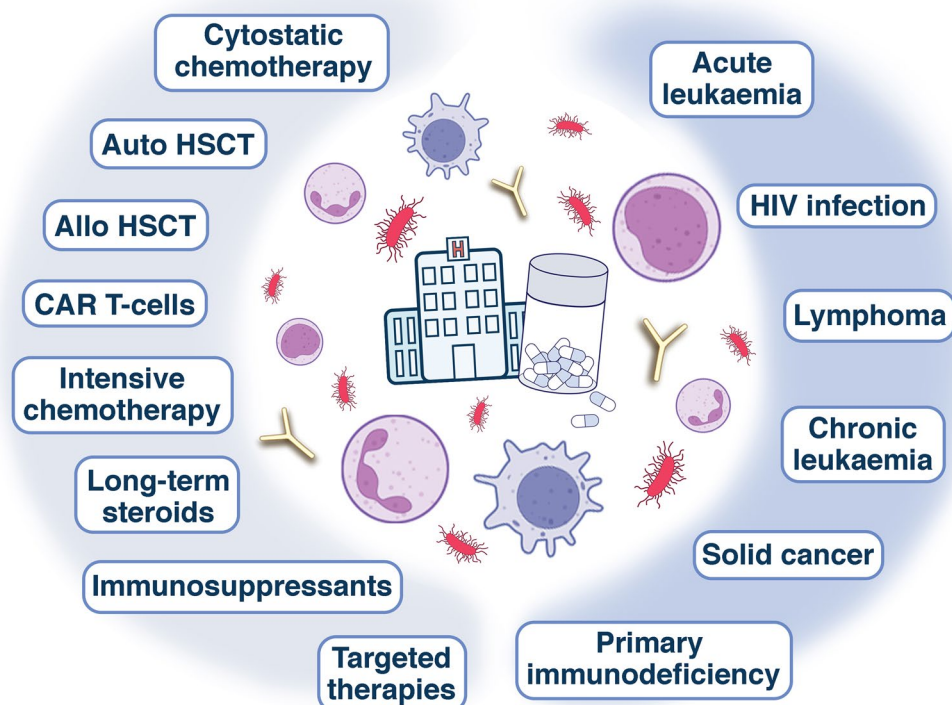 Cytostatic
chemotherapy
Auto HSCT
Allo HSCT
CAR T-cells
Intensive
chemotherapy
Long-term
steroids
Immunosuppressants
Targeted
therapies
H
Acute
leukaemia
HIV infection
Lymphoma
Chronic
leukaemia
Solid cancer
Primary
immunodeficiency